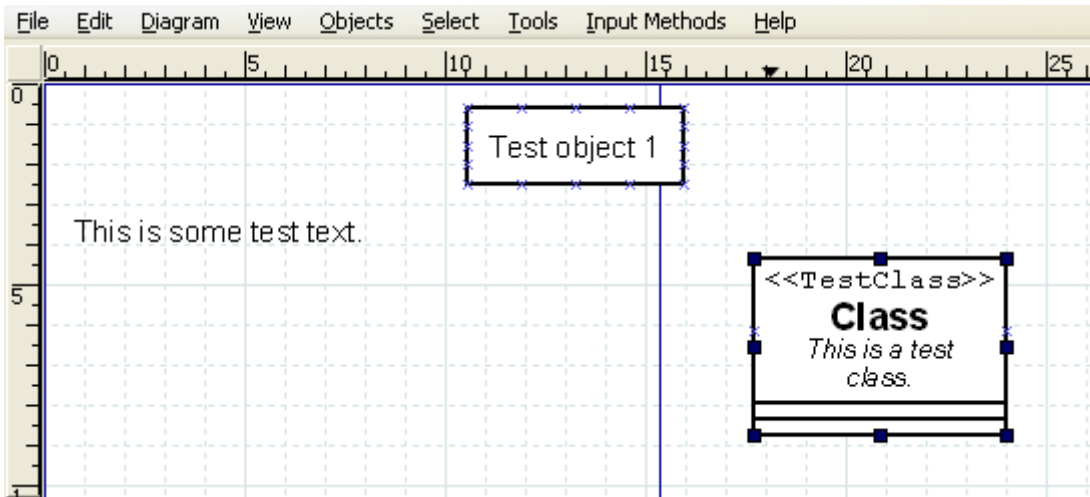 File Edit Diagram View Objects Select Tools Input Methods Help
0 5 10 15 20 25
0
Test object 1
This is some test text.
5
<<TestClass>>
Class
This is a test
class.